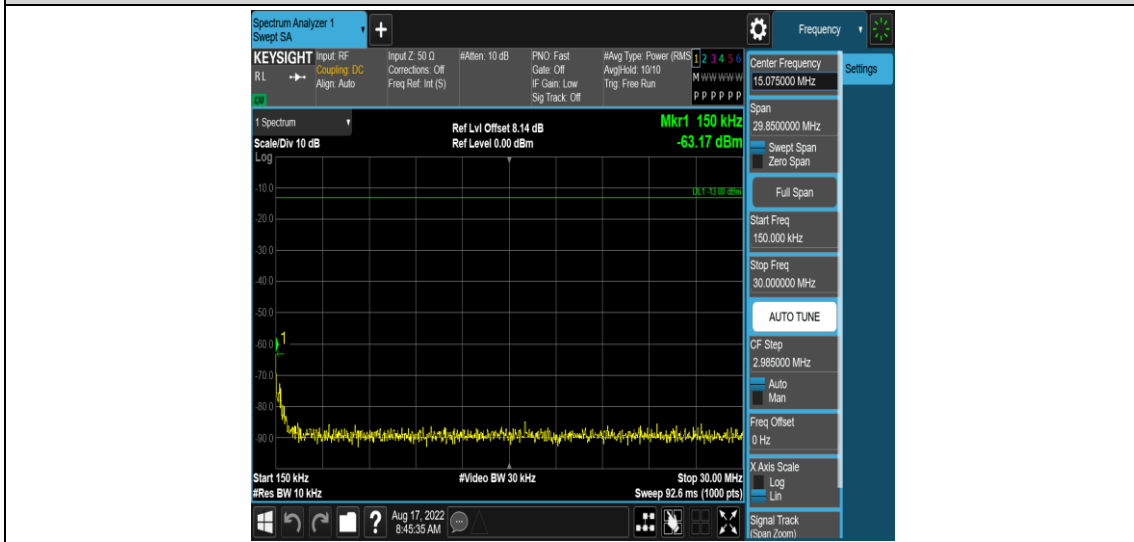 Spectrum Analyzer 1
Swept SA
+
Frequency
KEYSIGHT
RL
LXI
Input: RF
Coupling: DC
Align: Auto
Input Z: 50 Ω
Corrections: Off
Freq Ref: Int (S)
#Atten: 10 dB
PNO: Fast
Gate: Off
IF Gain: Low
Sig Track: Off
#Avg Type: Power (RMS
Avg|Hold: 10/10
Trig: Free Run
1 2 3 4 5 6
M W W W W W
P P P P P P
Center Frequency
15.075000 MHz
Settings
Span
29.8500000 MHz
Swept Span
Zero Span
Full Span
Start Freq
150.000 kHz
Stop Freq
30.000000 MHz
AUTO TUNE
CF Step
2.985000 MHz
Auto
Man
Freq Offset
0 Hz
X Axis Scale
Log
Lin
Signal Track
(Span Zoom)
1 Spectrum
Scale/Div 10 dB
Log
Ref Lvl Offset 8.14 dB
Ref Level 0.00 dBm
Mkr1 150 kHz
-63.17 dBm
DL1 -13.00 dBm
-10.0
-20.0
-30.0
-40.0
-50.0
-60.0
1
-70.0
-80.0
-90.0
Start 150 kHz
#Video BW 30 kHz
Stop 30.00 MHz
#Res BW 10 kHz
Sweep 92.6 ms (1000 pts)
?
Aug 17, 2022
8:45:35 AM